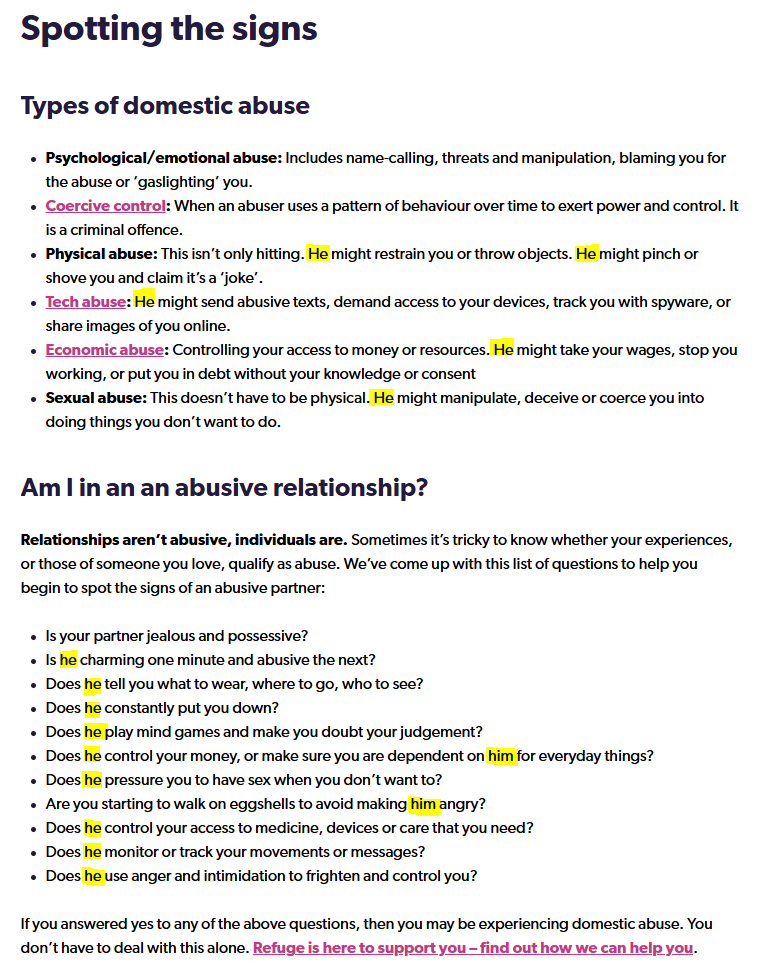 Spotting the signs
Types of domestic abuse
• Psychological/emotional abuse: Includes name-calling, threats and manipulation, blaming you for
the abuse or ‘gaslighting’ you.
• Coercive control: When an abuser uses a pattern of behaviour over time to exert power and control. It
is a criminal offence.
• Physical abuse: This isn’t only hitting. He might restrain you or throw objects. He might pinch or
shove you and claim it’s a ‘joke’.
• Tech abuse: He might send abusive texts, demand access to your devices, track you with spyware, or
share images of you online.
• Economic abuse: Controlling your access to money or resources. He might take your wages, stop you
working, or put you in debt without your knowledge or consent
• Sexual abuse: This doesn’t have to be physical. He might manipulate, deceive or coerce you into
doing things you don’t want to do.
Am I in an an abusive relationship?
Relationships aren’t abusive, individuals are. Sometimes it’s tricky to know whether your experiences,
or those of someone you love, qualify as abuse. We’ve come up with this list of questions to help you
begin to spot the signs of an abusive partner:
• Is your partner jealous and possessive?
• Is he charming one minute and abusive the next?
• Does he tell you what to wear, where to go, who to see?
• Does he constantly put you down?
• Does he play mind games and make you doubt your judgement?
• Does he control your money, or make sure you are dependent on him for everyday things?
• Does he pressure you to have sex when you don’t want to?
• Are you starting to walk on eggshells to avoid making him angry?
• Does he control your access to medicine, devices or care that you need?
• Does he monitor or track your movements or messages?
• Does he use anger and intimidation to frighten and control you?
If you answered yes to any of the above questions, then you may be experiencing domestic abuse. You
don’t have to deal with this alone. Refuge is here to support you – find out how we can help you.